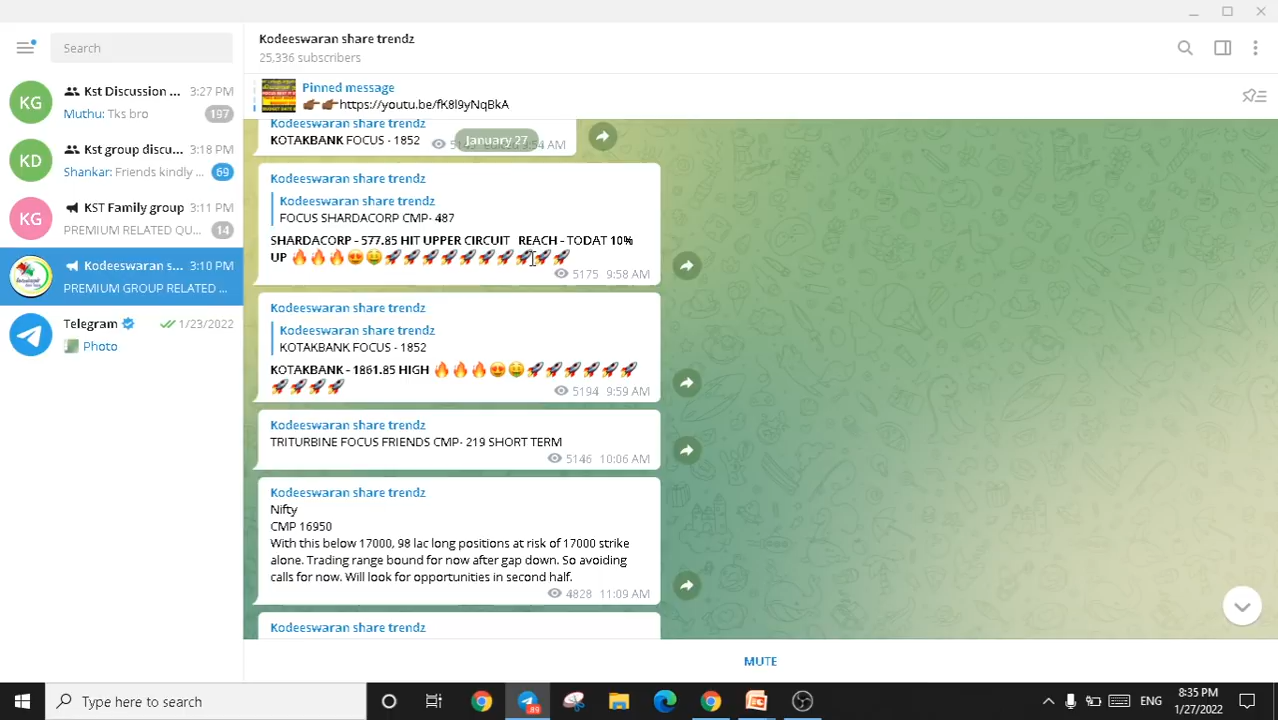 Search
Kst Discussion ... 3:27 PM
Muthu: Tks bro 197
Kst group discu... 3:18 PM
Shankar: Friends kindly ... 69
KST Family group 3:11 PM
PREMIUM RELATED QU... 14
Kodeeswaran s... 3:10 PM
PREMIUM GROUP RELATED ...
Telegram 1/23/2022
Photo
KG
KD
KG
Kodeeswaran share trendz
25,336 subscribers
Pinned message
Kodeeswaran share trendz
KOTAKBANK FOCUS - 1852
January 27
Kodeeswaran share trendz
Kodeeswaran share trendz
FOCUS SHARDACORP CMP- 487
SHARDACORP - 577.85 HIT UPPER CIRCUIT REACH - TODAT 10%
UP 🔥🔥🔥😍🤑🚀🚀🚀🚀🚀🚀🚀🚀🚀🚀
5175 9:58 AM
Kodeeswaran share trendz
Kodeeswaran share trendz
KOTAKBANK FOCUS - 1852
KOTAKBANK - 1861.85 HIGH 🔥🔥🔥😍🤑🚀🚀🚀🚀🚀🚀
🚀🚀🚀🚀
5194 9:59 AM
Kodeeswaran share trendz
TRITURBINE FOCUS FRIENDS CMP- 219 SHORT TERM
5146 10:06 AM
Kodeeswaran share trendz
Nifty
CMP 16950
With this below 17000, 98 lac long positions at risk of 17000 strike
alone. Trading range bound for now after gap down. So avoiding
calls for now. Will look for opportunities in second half.
4828 11:09 AM
Kodeeswaran share trendz
MUTE
Type here to search
ENG
8:35 PM
1/27/2022